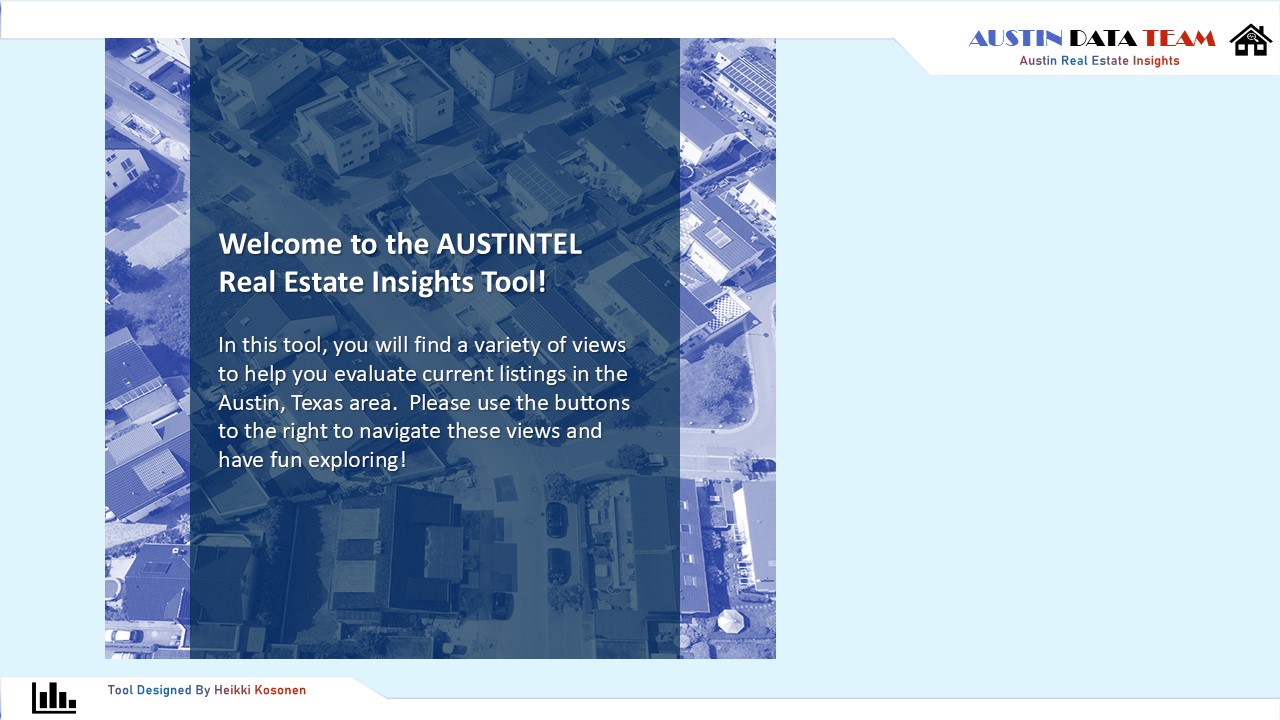 AUSTIN DATA TEAM
Austin Real Estate Insights
Welcome to the AUSTINTEL
Real Estate Insights Tool!
In this tool, you will find a variety of views
to help you evaluate current listings in the
Austin, Texas area.  Please use the buttons
to the right to navigate these views and
have fun exploring!
Tool Designed By Heikki Kosonen